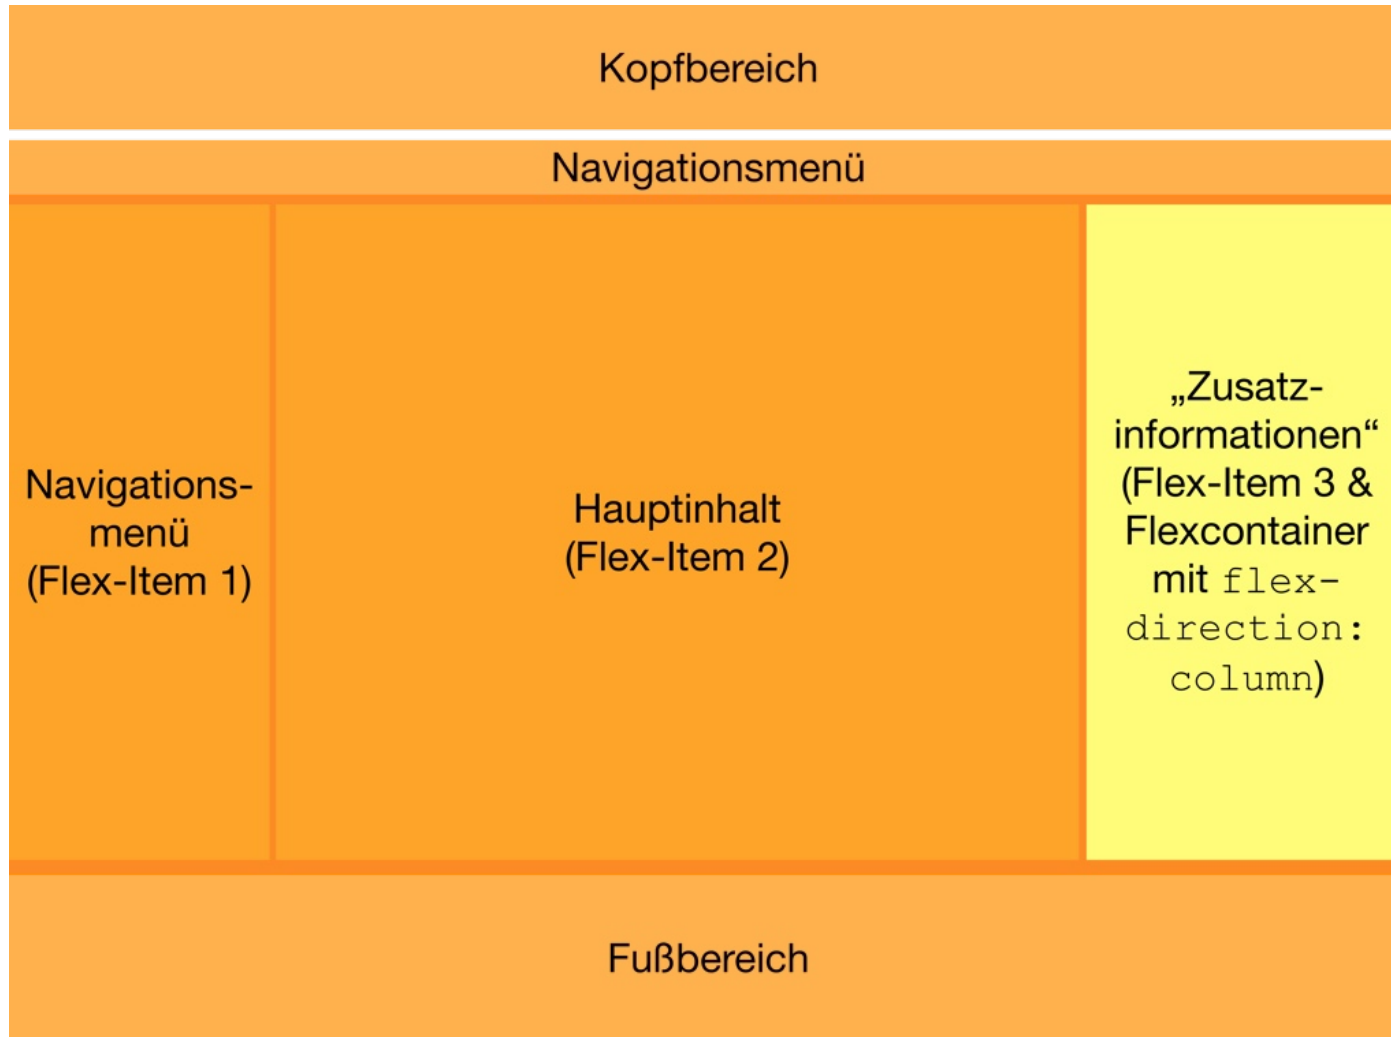 Kopfbereich
Navigationsmenü
Navigations-
menü
(Flex-Item 1)
Hauptinhalt
(Flex-Item 2)
„Zusatz-
informationen“
(Flex-Item 3 &
Flexcontainer
mit flex-
direction:
column)
Fußbereich